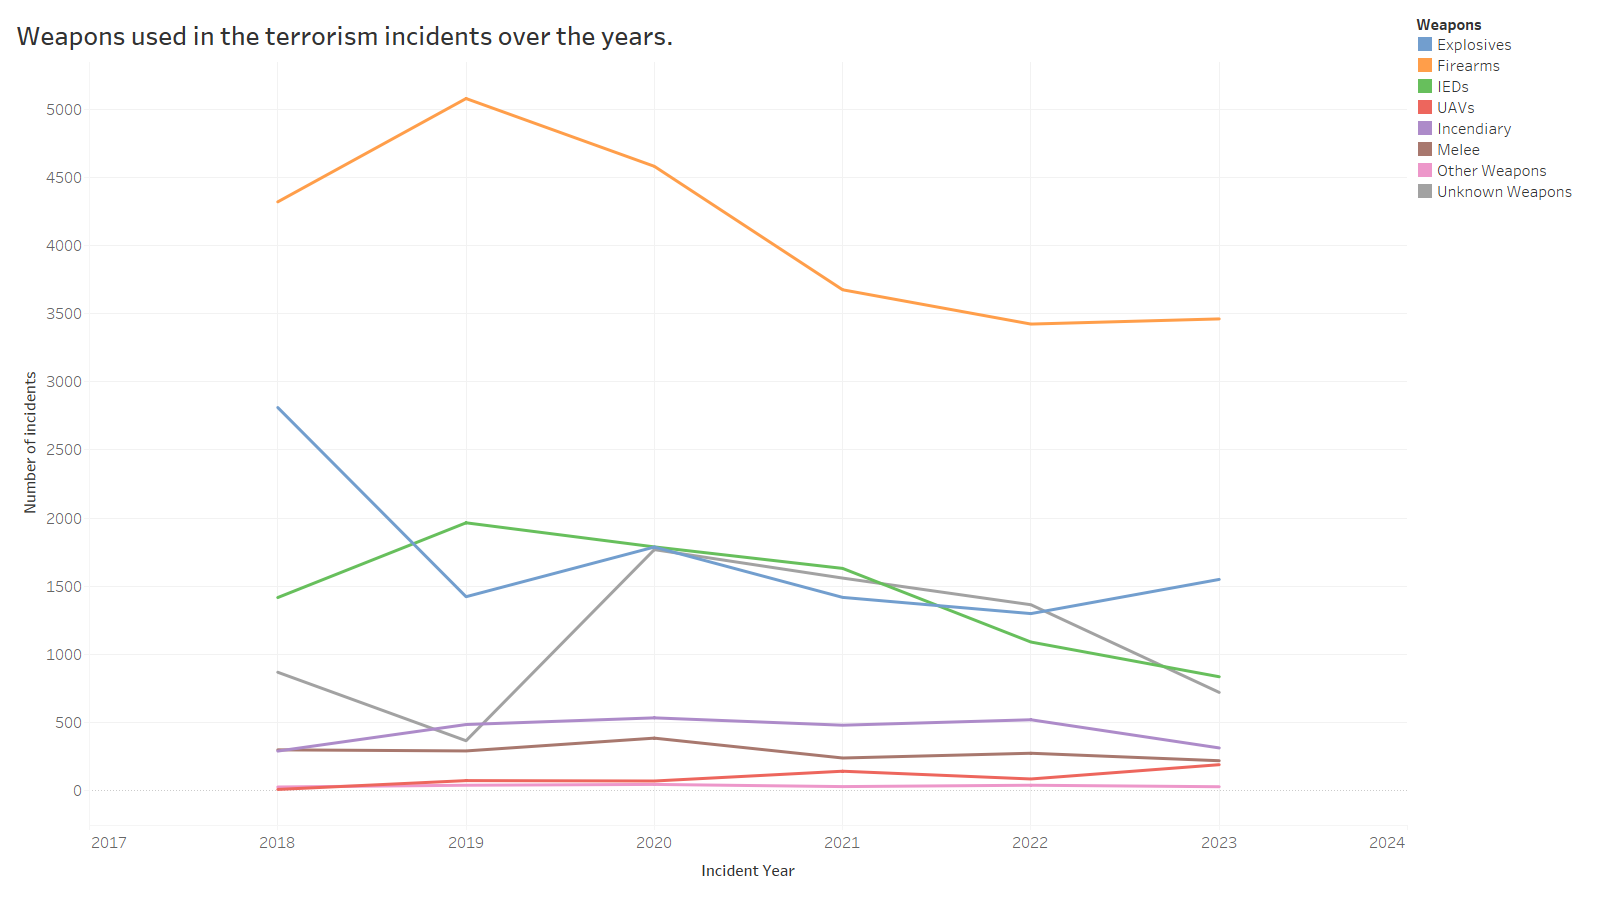 Weapons used in the terrorism incidents over the years.
Weapons
Explosives
Firearms
IEDs
UAVs
Incendiary
Melee
Other Weapons
Unknown Weapons
Number of incidents
5000
4500
4000
3500
3000
2500
2000
1500
1000
500
0
2017 2018 2019 2020 2021 2022 2023 2024
Incident Year